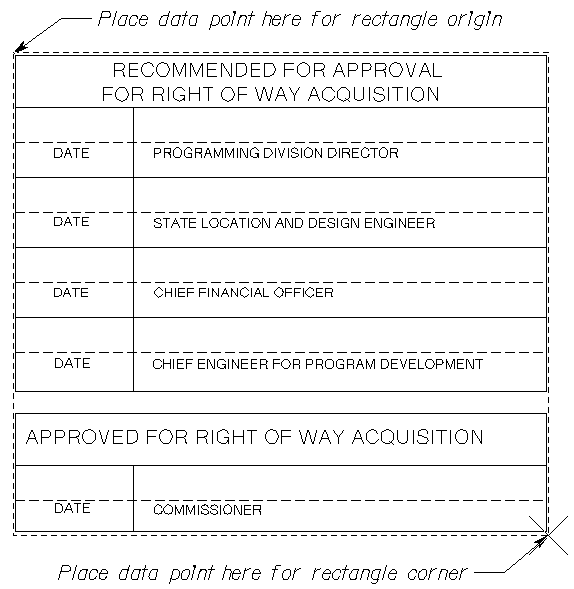 Place data point here for rectangle origin
RECOMMENDED FOR APPROVAL
FOR RIGHT OF WAY ACQUISITION
DATE PROGRAMMING DIVISION DIRECTOR
DATE STATE LOCATION AND DESIGN ENGINEER
DATE CHIEF FINANCIAL OFFICER
DATE CHIEF ENGINEER FOR PROGRAM DEVELOPMENT
APPROVED FOR RIGHT OF WAY ACQUISITION
DATE COMMISSIONER
Place data point here for rectangle corner